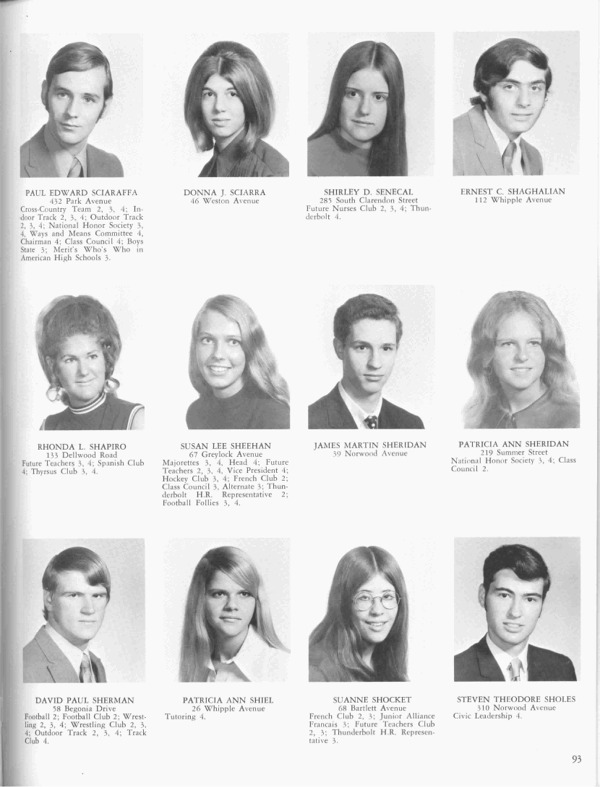 PAUL EDWARD SCIARAFFA
432 Park Avenue
Cross-Country Team 2, 3, 4; In-
door Track 2, 3, 4; Outdoor Track
2, 3, 4; National Honor Society 3,
4, Ways and Means Committee 4,
Chairman 4; Class Council 4; Boys
State 3; Merit's Who's Who in
American High Schools 3.
DONNA J. SCIARRA
46 Weston Avenue
SHIRLEY D. SENECAL
285 South Clarendon Street
Future Nurses Club 2, 3, 4; Thun-
derbolt 4.
ERNEST C. SHAGHALIAN
112 Whipple Avenue
RHONDA L. SHAPIRO
133 Dellwood Road
Future Teachers 3, 4; Spanish Club
4; Thyrsus Club 3, 4.
SUSAN LEE SHEEHAN
67 Greylock Avenue
Majorettes 3, 4, Head 4; Future
Teachers 2, 3, 4, Vice President 4;
Hockey Club 3, 4; French Club 2;
Class Council 3, Alternate 3; Thun-
derbolt H.R. Representative 2;
Football Follies 3, 4.
JAMES MARTIN SHERIDAN
39 Norwood Avenue
PATRICIA ANN SHERIDAN
219 Summer Street
National Honor Society 3, 4; Class
Council 2.
DAVID PAUL SHERMAN
58 Begonia Drive
Football 2; Football Club 2; Wrest-
ling 2, 3, 4; Wrestling Club 2, 3,
4; Outdoor Track 2, 3, 4; Track
Club 4.
PATRICIA ANN SHIEL
26 Whipple Avenue
Tutoring 4.
SUANNE SHOCKET
68 Bartlett Avenue
French Club 2, 3; Junior Alliance
Francais 3; Future Teachers Club
2, 3; Thunderbolt H.R. Represen-
tative 3.
STEVEN THEODORE SHOLES
310 Norwood Avenue
Civic Leadership 4.
93